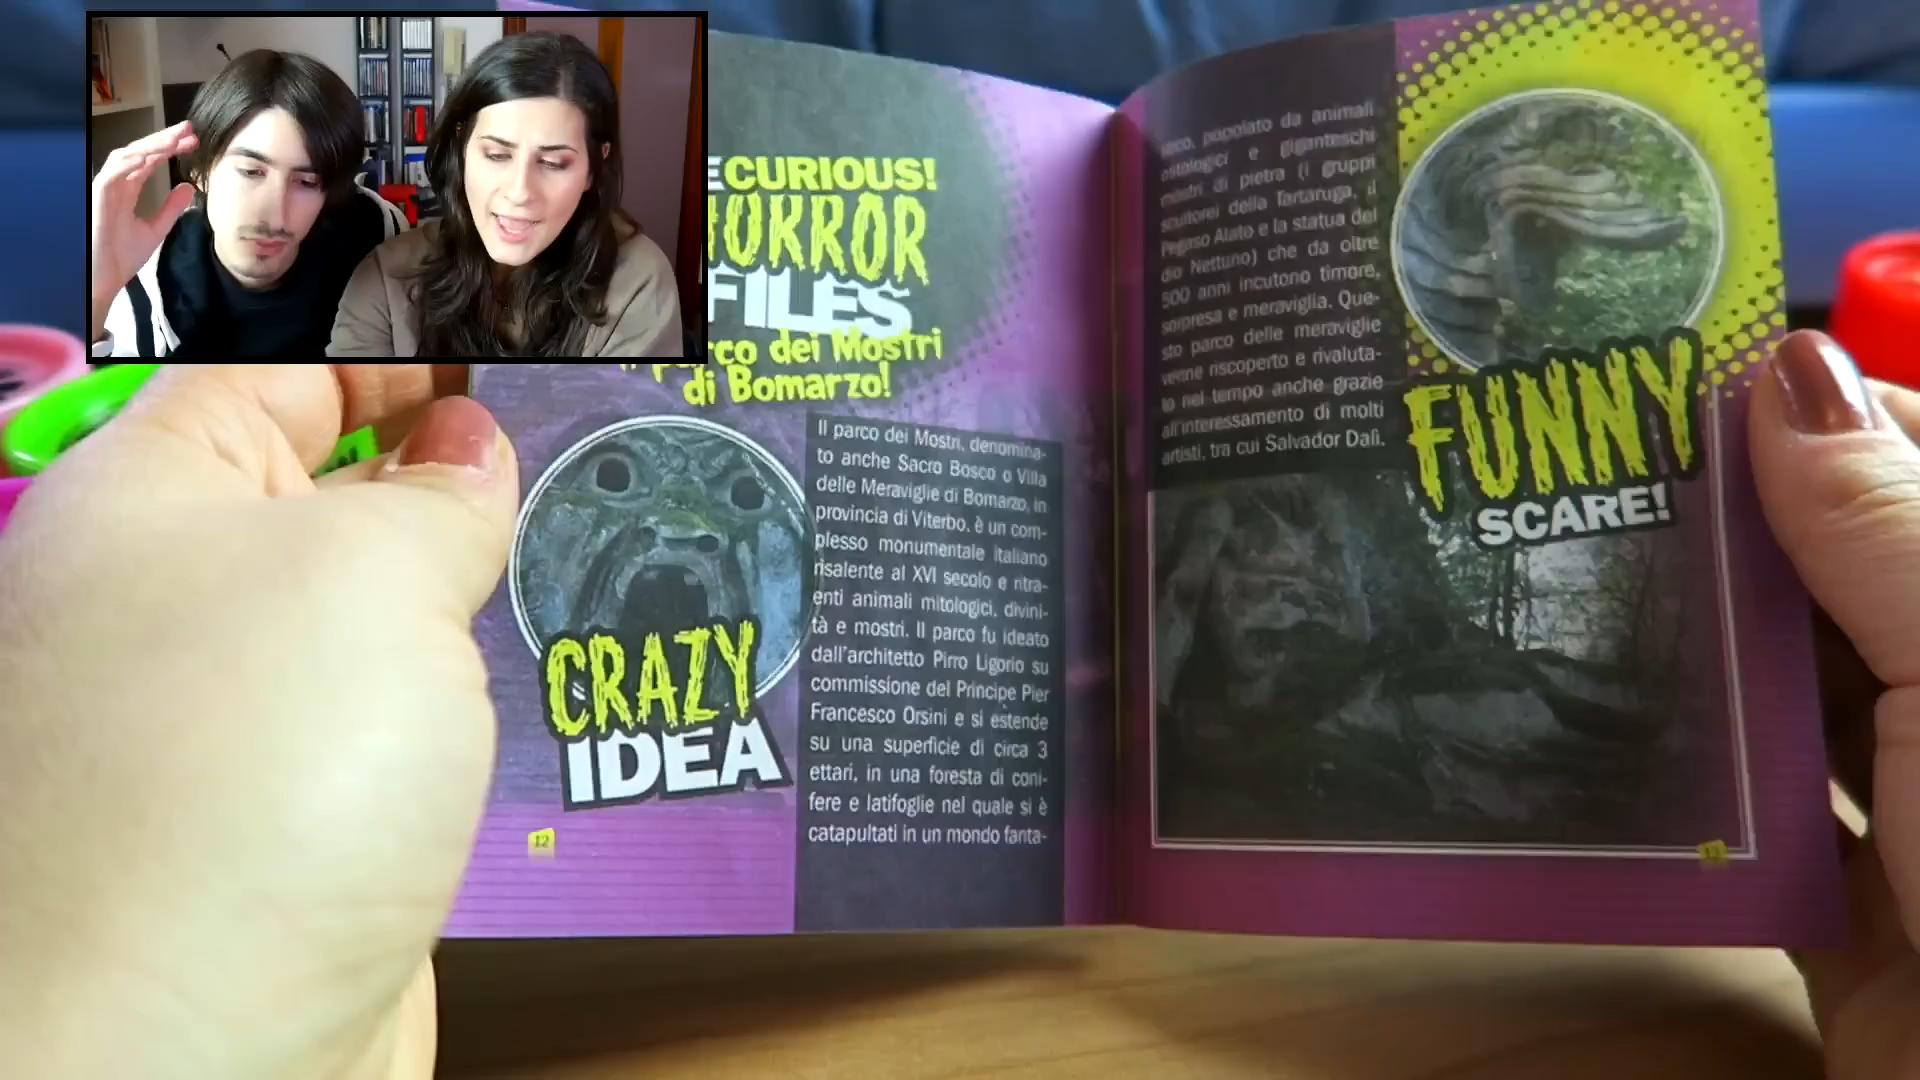 CURIOUS!
HORROR
FILES
dei Mostri
di Bomarzo!
Il parco dei Mostri, denomina-
to anche Sacro Bosco o Villa
delle Meraviglie di Bomarzo, in
provincia di Viterbo, è un com-
plesso monumentale italiano
risalente al XVI secolo e ritra-
enti animali mitologici, divini-
tà e mostri. Il parco fu ideato
dall'architetto Pirro Ligorio su
commissione del Principe Pier
Francesco Orsini e si estende
su una superficie di circa 3
ettari, in una foresta di coni-
fere e latifoglie nel quale si è
catapultati in un mondo fanta-
CRAZY
IDEA
12
popolato da animali
mitologici e giganteschi
mostri di pietra (i gruppi
scultorei della Tartaruga, il
Pegaso Alato e la statua del
dio Nettuno) che da oltre
500 anni incutono timore,
sorpresa e meraviglia. Que-
sto parco delle meraviglie
venne riscoperto e rivaluta-
to nel tempo anche grazie
all'interessamento di molti
artisti, tra cui Salvador Dalì.
FUNNY
SCARE!
13